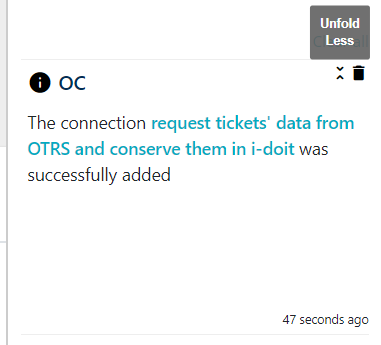 Unfold
Less
OC
The connection request tickets' data from
OTRS and conserve them in i-doit was
successfully added
47 seconds ago